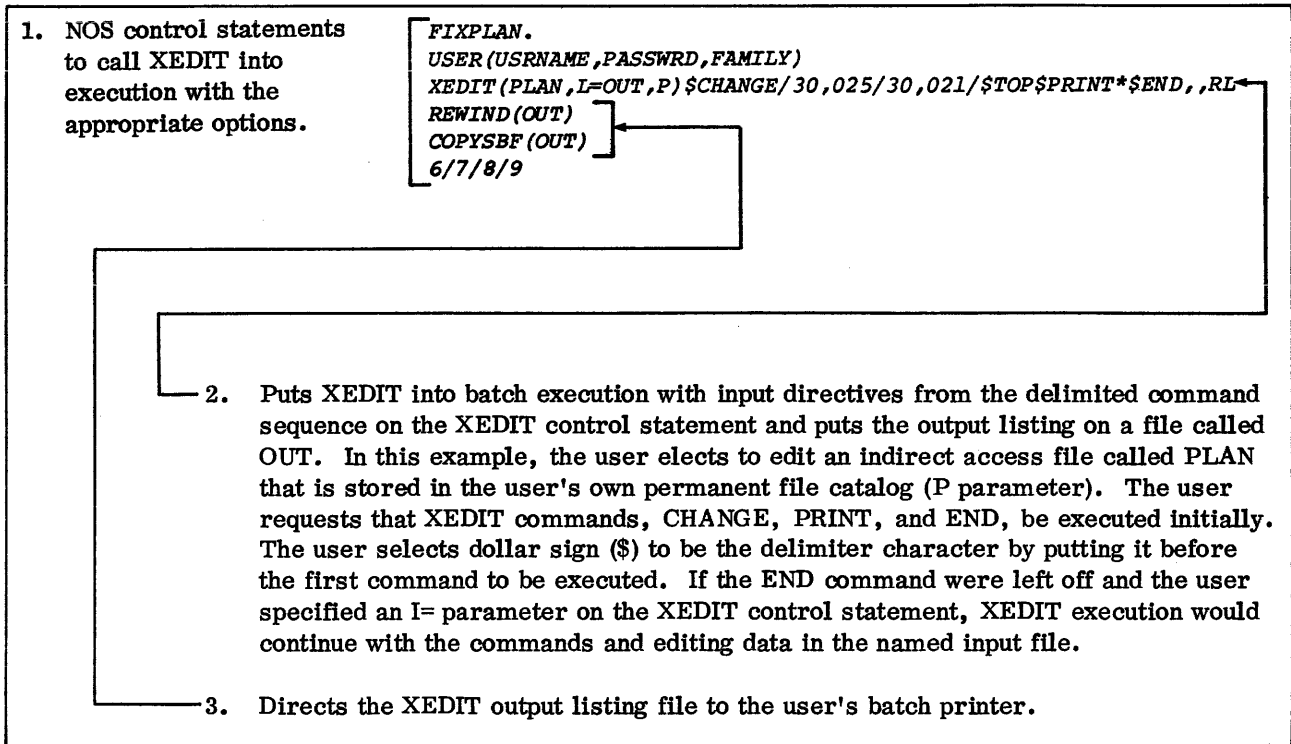 1. NOS control statements
to call XEDIT into
execution with the
appropriate options.
FIXPLAN.
USER(USRNAME,PASSWRD,FAMILY)
XEDIT(PLAN,L=OUT,P)$CHANGE/30,025/30,021/$TOP$PRINT*$END,,RL
REWIND(OUT)
COPYSBF(OUT)
6/7/8/9
2. Puts XEDIT into batch execution with input directives from the delimited command
sequence on the XEDIT control statement and puts the output listing on a file called
OUT. In this example, the user elects to edit an indirect access file called PLAN
that is stored in the user's own permanent file catalog (P parameter). The user
requests that XEDIT commands, CHANGE, PRINT, and END, be executed initially.
The user selects dollar sign ($) to be the delimiter character by putting it before
the first command to be executed. If the END command were left off and the user
specified an I= parameter on the XEDIT control statement, XEDIT execution would
continue with the commands and editing data in the named input file.
3. Directs the XEDIT output listing file to the user's batch printer.